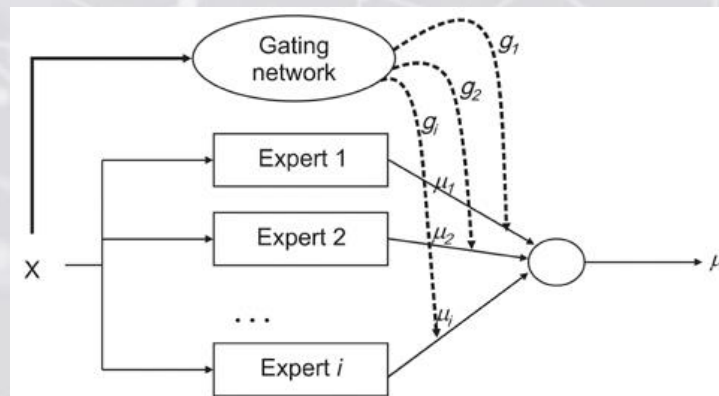 Gating
network
g1
g2
gi
Expert 1
μ1
Expert 2
μ2
X
μ
...
μi
Expert i